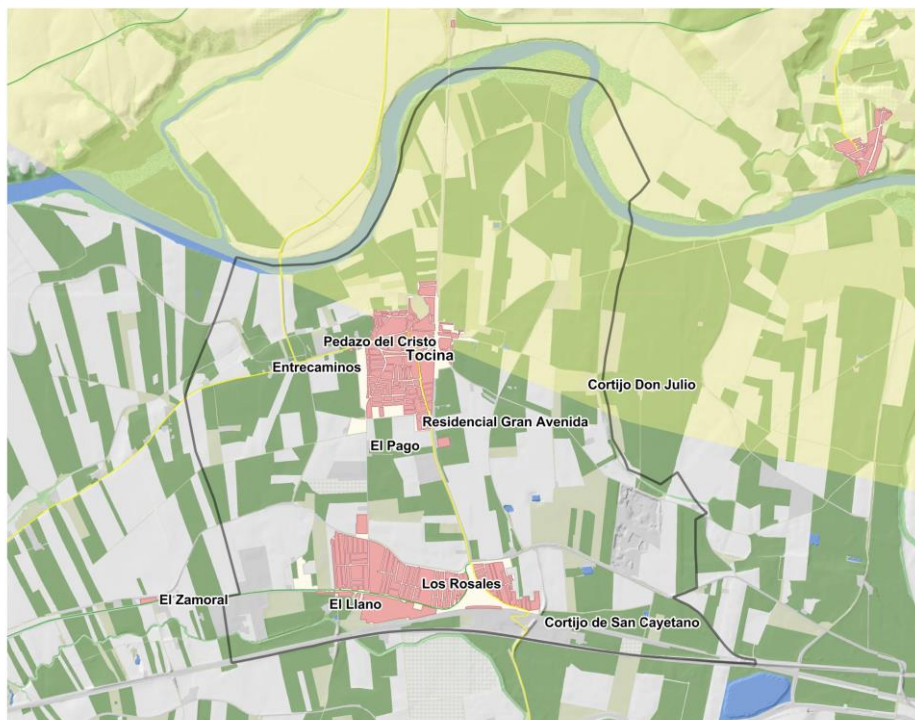 Pedazo del Cristo
Tocina
Entrecaminos
Cortijo Don Julio
Residencial Gran Avenida
El Pago
Los Rosales
El Zamoral
El Llano
Cortijo de San Cayetano